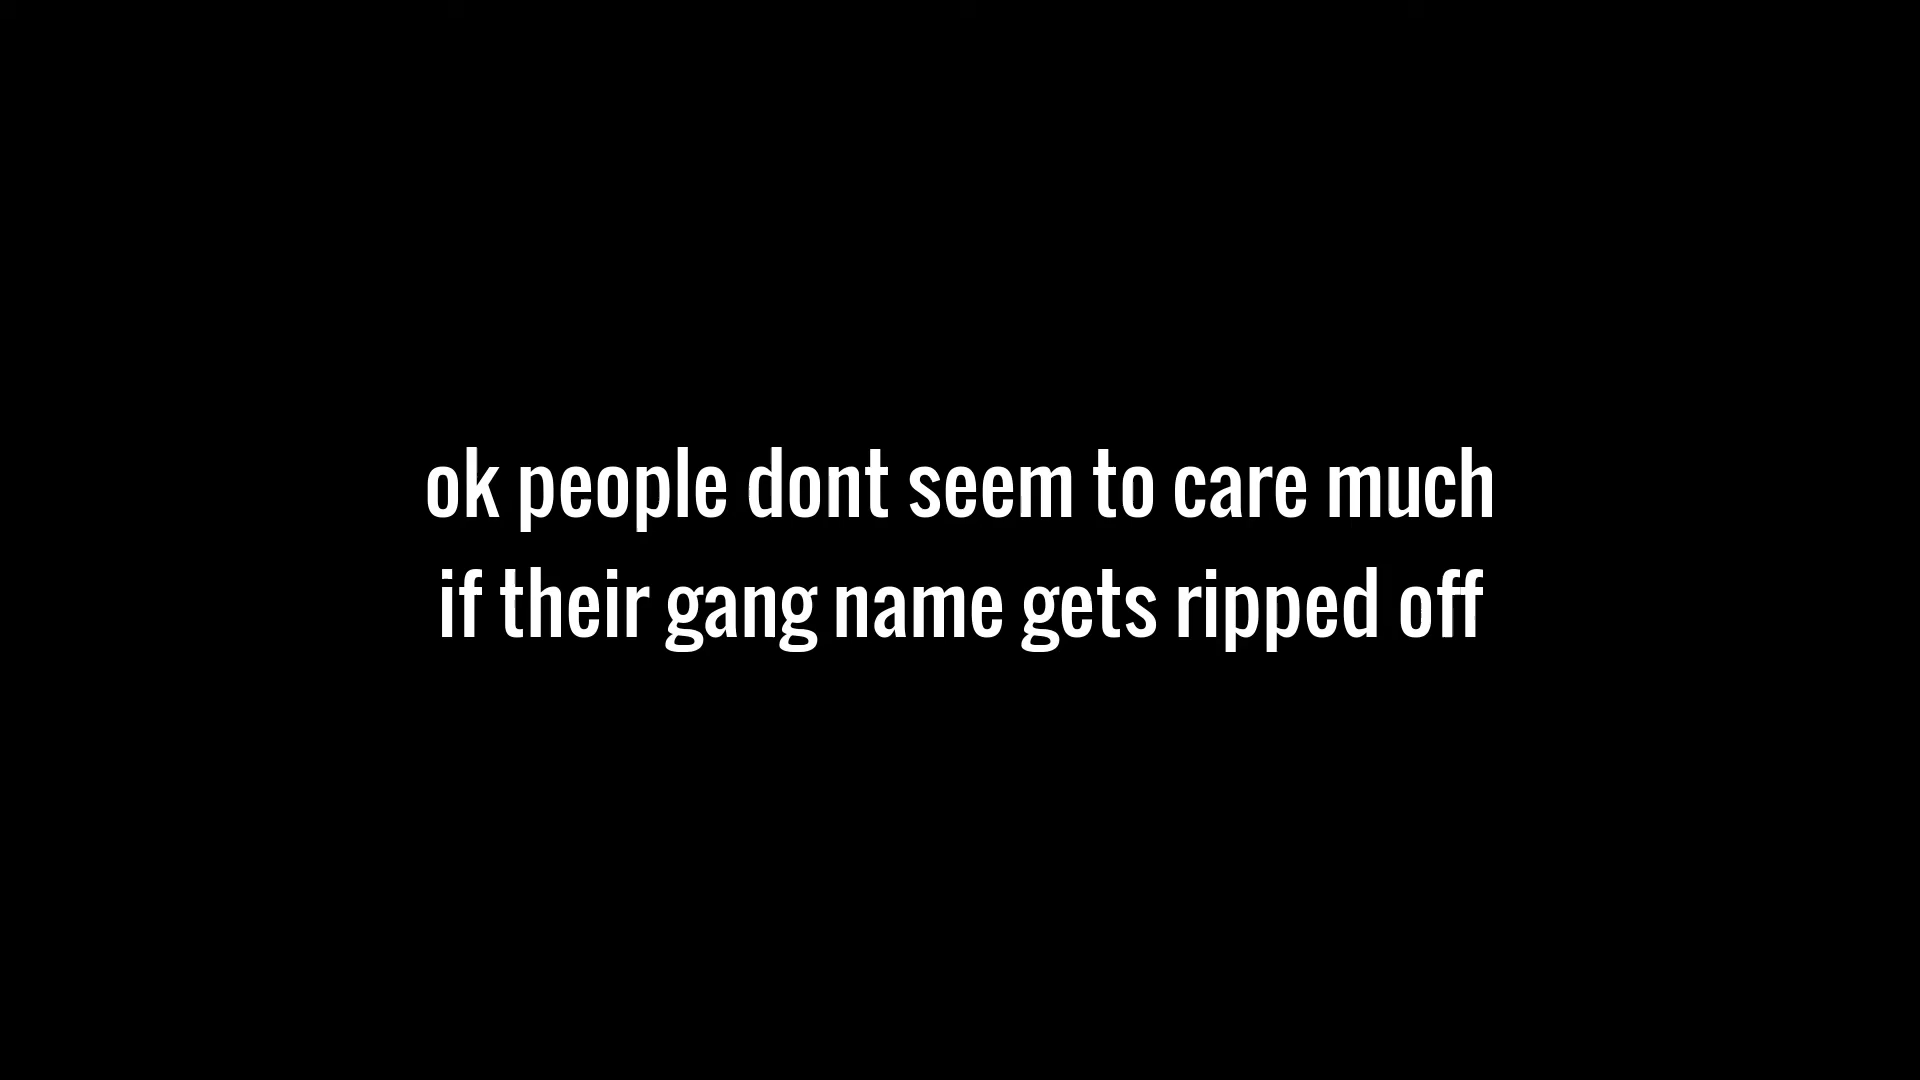 ok people dont seem to care much
if their gang name gets ripped off